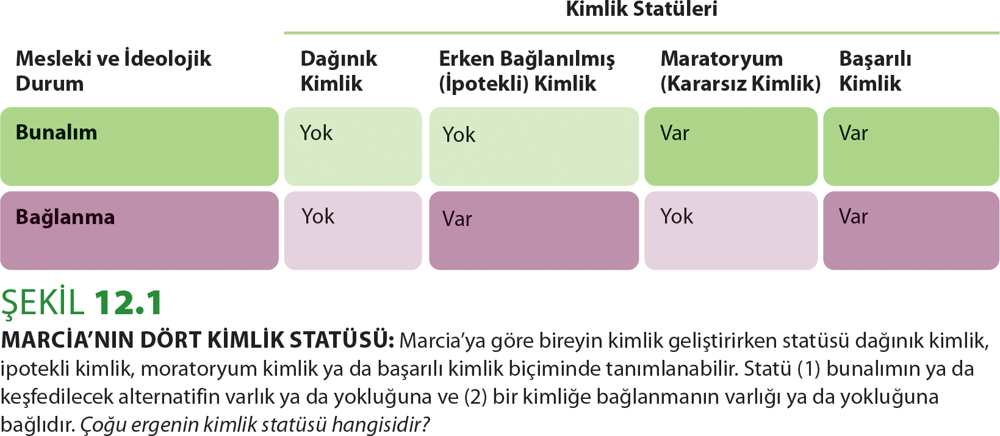 Kimlik Statüleri
Mesleki ve İdeolojik Durum
Dağınık Kimlik
Erken Bağlanılmış (İpotekli) Kimlik
Maratoryum (Kararsız Kimlik)
Başarılı Kimlik
Bunalım Yok Yok Var Var
Bağlanma Yok Var Yok Var
ŞEKİL 12.1
MARCİA’NIN DÖRT KİMLİK STATÜSÜ: Marcia’ya göre bireyin kimlik geliştirirken statüsü dağınık kimlik,
ipotekli kimlik, moratoryum kimlik ya da başarılı kimlik biçiminde tanımlanabilir. Statü (1) bunalımın ya da
keşfedilecek alternatifin varlık ya da yokluğuna ve (2) bir kimliğe bağlanmanın varlığı ya da yokluğuna
bağlıdır. Çoğu ergenin kimlik statüsü hangisidir?